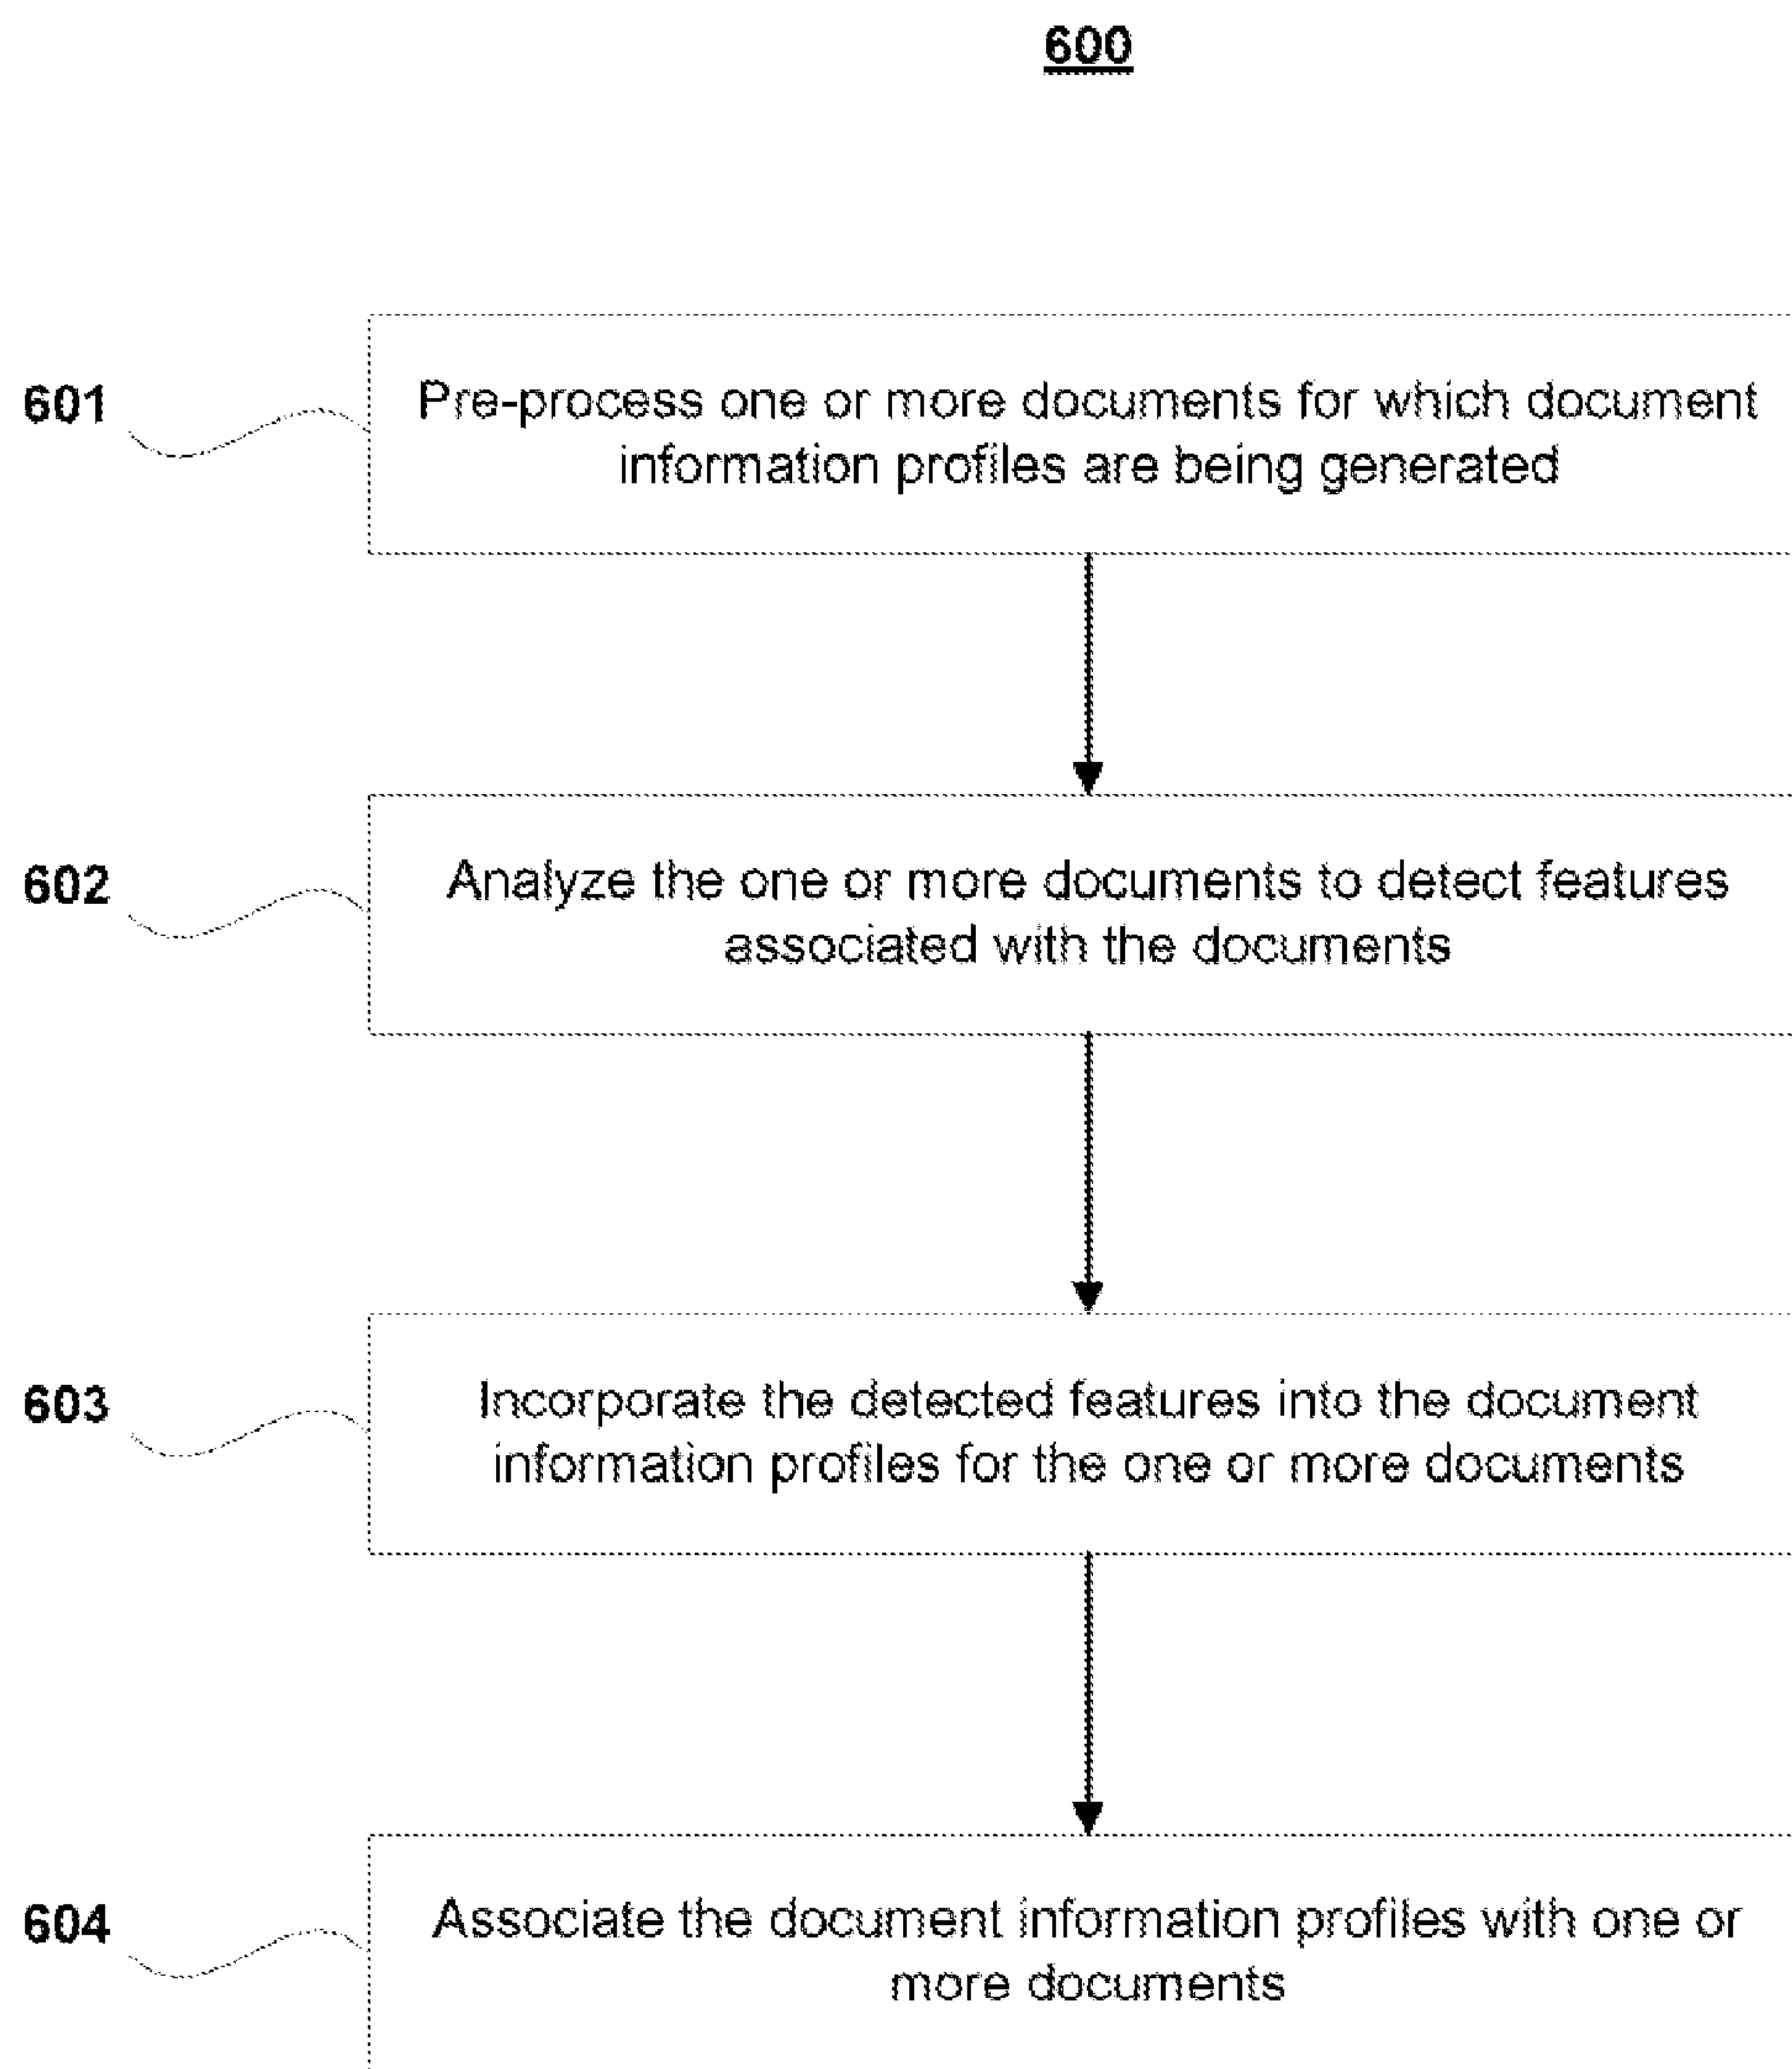 600
601
Pre-process one or more documents for which document
information profiles are being generated
602
Analyze the one or more documents to detect features
associated with the documents
603
Incorporate the detected features into the document
information profiles for the one or more documents
604
Associate the document information profiles with one or
more documents